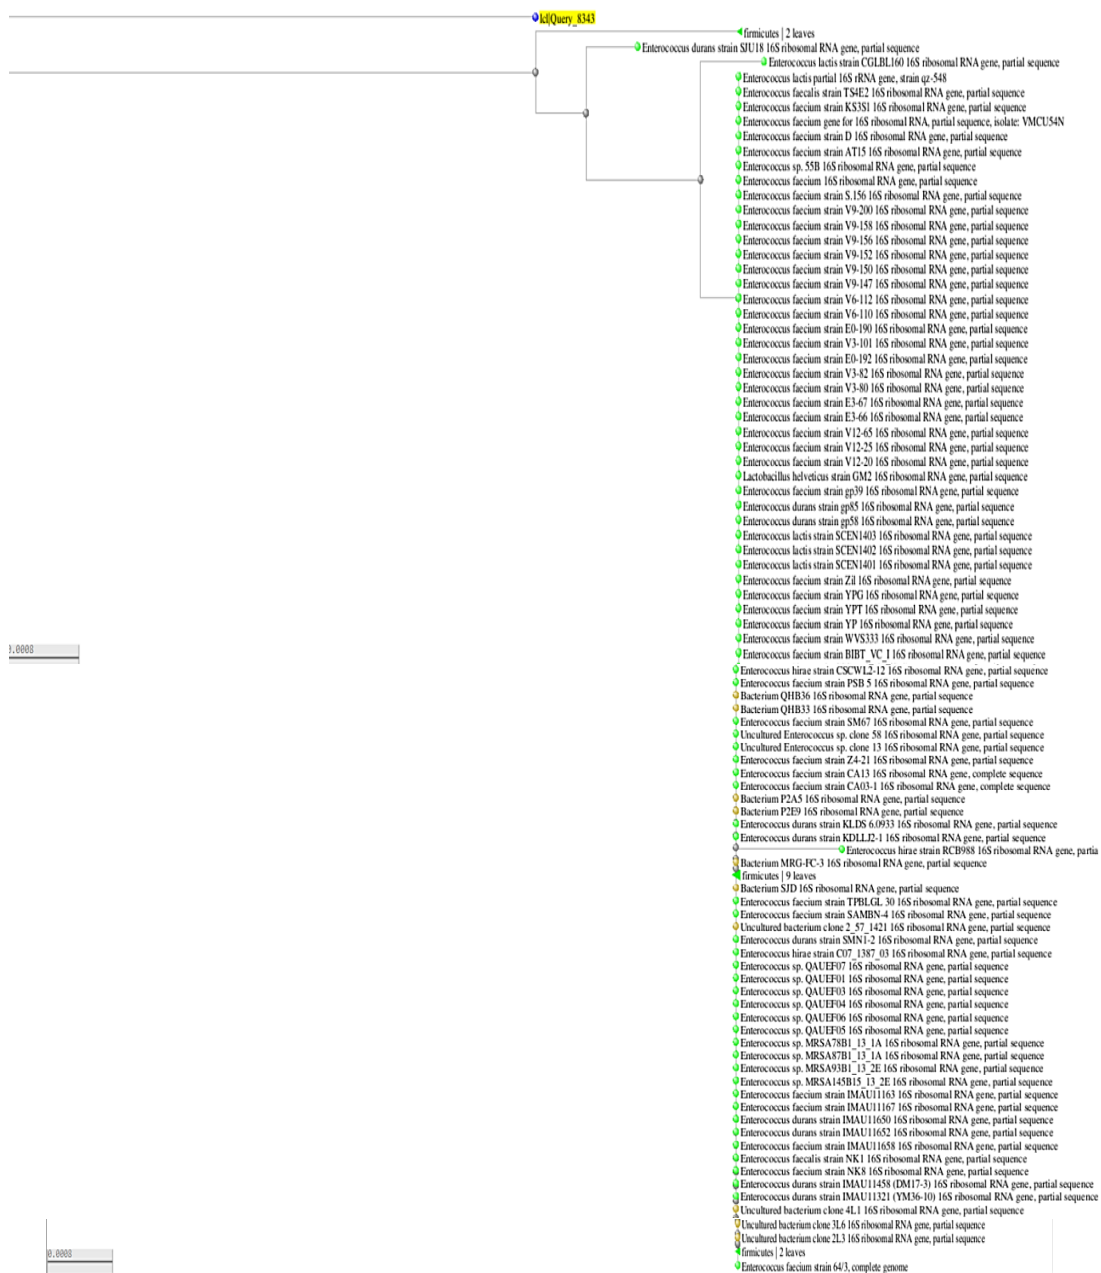 lcl|Query_8343
firmicutes | 2 leaves
Enterococcus durans strain SJU18 16S ribosomal RNA gene, partial sequence
Enterococcus lactis strain CGLBL160 16S ribosomal RNA gene, partial sequence
Enterococcus lactis partial 16S rRNA gene, strain qz-548
Enterococcus faecalis strain TS4E2 16S ribosomal RNA gene, partial sequence
Enterococcus faecium strain KS3S1 16S ribosomal RNA gene, partial sequence
Enterococcus faecium gene for 16S ribosomal RNA, partial sequence, isolate: VMCU54N
Enterococcus faecium strain D 16S ribosomal RNA gene, partial sequence
Enterococcus faecium strain AT15 16S ribosomal RNA gene, partial sequence
Enterococcus sp. 55B 16S ribosomal RNA gene, partial sequence
Enterococcus faecium 16S ribosomal RNA gene, partial sequence
Enterococcus faecium strain S.156 16S ribosomal RNA gene, partial sequence
Enterococcus faecium strain V9-200 16S ribosomal RNA gene, partial sequence
Enterococcus faecium strain V9-158 16S ribosomal RNA gene, partial sequence
Enterococcus faecium strain V9-156 16S ribosomal RNA gene, partial sequence
Enterococcus faecium strain V9-152 16S ribosomal RNA gene, partial sequence
Enterococcus faecium strain V9-150 16S ribosomal RNA gene, partial sequence
Enterococcus faecium strain V9-147 16S ribosomal RNA gene, partial sequence
Enterococcus faecium strain V6-112 16S ribosomal RNA gene, partial sequence
Enterococcus faecium strain V6-110 16S ribosomal RNA gene, partial sequence
Enterococcus faecium strain E0-190 16S ribosomal RNA gene, partial sequence
Enterococcus faecium strain V3-101 16S ribosomal RNA gene, partial sequence
Enterococcus faecium strain E0-192 16S ribosomal RNA gene, partial sequence
Enterococcus faecium strain V3-82 16S ribosomal RNA gene, partial sequence
Enterococcus faecium strain V3-80 16S ribosomal RNA gene, partial sequence
Enterococcus faecium strain E3-67 16S ribosomal RNA gene, partial sequence
Enterococcus faecium strain E3-66 16S ribosomal RNA gene, partial sequence
Enterococcus faecium strain V12-65 16S ribosomal RNA gene, partial sequence
Enterococcus faecium strain V12-25 16S ribosomal RNA gene, partial sequence
Enterococcus faecium strain V12-20 16S ribosomal RNA gene, partial sequence
Lactobacillus helveticus strain GM2 16S ribosomal RNA gene, partial sequence
Enterococcus faecium strain gp39 16S ribosomal RNA gene, partial sequence
Enterococcus durans strain gp85 16S ribosomal RNA gene, partial sequence
Enterococcus durans strain gp58 16S ribosomal RNA gene, partial sequence
Enterococcus lactis strain SCEN1403 16S ribosomal RNA gene, partial sequence
Enterococcus lactis strain SCEN1402 16S ribosomal RNA gene, partial sequence
Enterococcus lactis strain SCEN1401 16S ribosomal RNA gene, partial sequence
Enterococcus faecium strain Zil 16S ribosomal RNA gene, partial sequence
Enterococcus faecium strain YPG 16S ribosomal RNA gene, partial sequence
Enterococcus faecium strain YPT 16S ribosomal RNA gene, partial sequence
Enterococcus faecium strain YP 16S ribosomal RNA gene, partial sequence
Enterococcus faecium strain WVS333 16S ribosomal RNA gene, partial sequence
Enterococcus faecium strain BIBT_VC_I 16S ribosomal RNA gene, partial sequence
Enterococcus hirae strain CSCWL2-12 16S ribosomal RNA gene, partial sequence
Enterococcus faecium strain PSB 5 16S ribosomal RNA gene, partial sequence
Bacterium QHB36 16S ribosomal RNA gene, partial sequence
Bacterium QHB33 16S ribosomal RNA gene, partial sequence
Enterococcus faecium strain SM67 16S ribosomal RNA gene, partial sequence
Uncultured Enterococcus sp. clone 58 16S ribosomal RNA gene, partial sequence
Uncultured Enterococcus sp. clone 13 16S ribosomal RNA gene, partial sequence
Enterococcus faecium strain Z4-21 16S ribosomal RNA gene, partial sequence
Enterococcus faecium strain CA13 16S ribosomal RNA gene, complete sequence
Enterococcus faecium strain CA03-1 16S ribosomal RNA gene, complete sequence
Bacterium P2A5 16S ribosomal RNA gene, partial sequence
Bacterium P2E9 16S ribosomal RNA gene, partial sequence
Enterococcus durans strain KLDS 6.0933 16S ribosomal RNA gene, partial sequence
Enterococcus durans strain KDLLJ2-1 16S ribosomal RNA gene, partial sequence
Enterococcus hirae strain RCB988 16S ribosomal RNA gene, partia
Bacterium MRG-FC-3 16S ribosomal RNA gene, partial sequence
firmicutes | 9 leaves
Bacterium SJD 16S ribosomal RNA gene, partial sequence
Enterococcus faecium strain TPBLGL 30 16S ribosomal RNA gene, partial sequence
Enterococcus faecium strain SAMBN-4 16S ribosomal RNA gene, partial sequence
Uncultured bacterium clone 2_57_1421 16S ribosomal RNA gene, partial sequence
Enterococcus durans strain SMN1-2 16S ribosomal RNA gene, partial sequence
Enterococcus hirae strain C07_1387_03 16S ribosomal RNA gene, partial sequence
Enterococcus sp. QAUEF07 16S ribosomal RNA gene, partial sequence
Enterococcus sp. QAUEF01 16S ribosomal RNA gene, partial sequence
Enterococcus sp. QAUEF03 16S ribosomal RNA gene, partial sequence
Enterococcus sp. QAUEF04 16S ribosomal RNA gene, partial sequence
Enterococcus sp. QAUEF06 16S ribosomal RNA gene, partial sequence
Enterococcus sp. QAUEF05 16S ribosomal RNA gene, partial sequence
Enterococcus sp. MRSA78B1_13_1A 16S ribosomal RNA gene, partial sequence
Enterococcus sp. MRSA87B1_13_1A 16S ribosomal RNA gene, partial sequence
Enterococcus sp. MRSA93B1_13_2E 16S ribosomal RNA gene, partial sequence
Enterococcus sp. MRSA145B15_13_2E 16S ribosomal RNA gene, partial sequence
Enterococcus faecium strain IMAU11163 16S ribosomal RNA gene, partial sequence
Enterococcus faecium strain IMAU11167 16S ribosomal RNA gene, partial sequence
Enterococcus durans strain IMAU11650 16S ribosomal RNA gene, partial sequence
Enterococcus durans strain IMAU11652 16S ribosomal RNA gene, partial sequence
Enterococcus faecium strain IMAU11658 16S ribosomal RNA gene, partial sequence
Enterococcus faecalis strain NK1 16S ribosomal RNA gene, partial sequence
Enterococcus faecium strain NK8 16S ribosomal RNA gene, partial sequence
Enterococcus durans strain IMAU11458 (DM17-3) 16S ribosomal RNA gene, partial sequence
Enterococcus durans strain IMAU11321 (YM36-10) 16S ribosomal RNA gene, partial sequence
Uncultured bacterium clone 4L1 16S ribosomal RNA gene, partial sequence
Uncultured bacterium clone 3L6 16S ribosomal RNA gene, partial sequence
Uncultured bacterium clone 2L3 16S ribosomal RNA gene, partial sequence
firmicutes | 2 leaves
Enterococcus faecium strain 64/3, complete genome
0.0008
0.0008